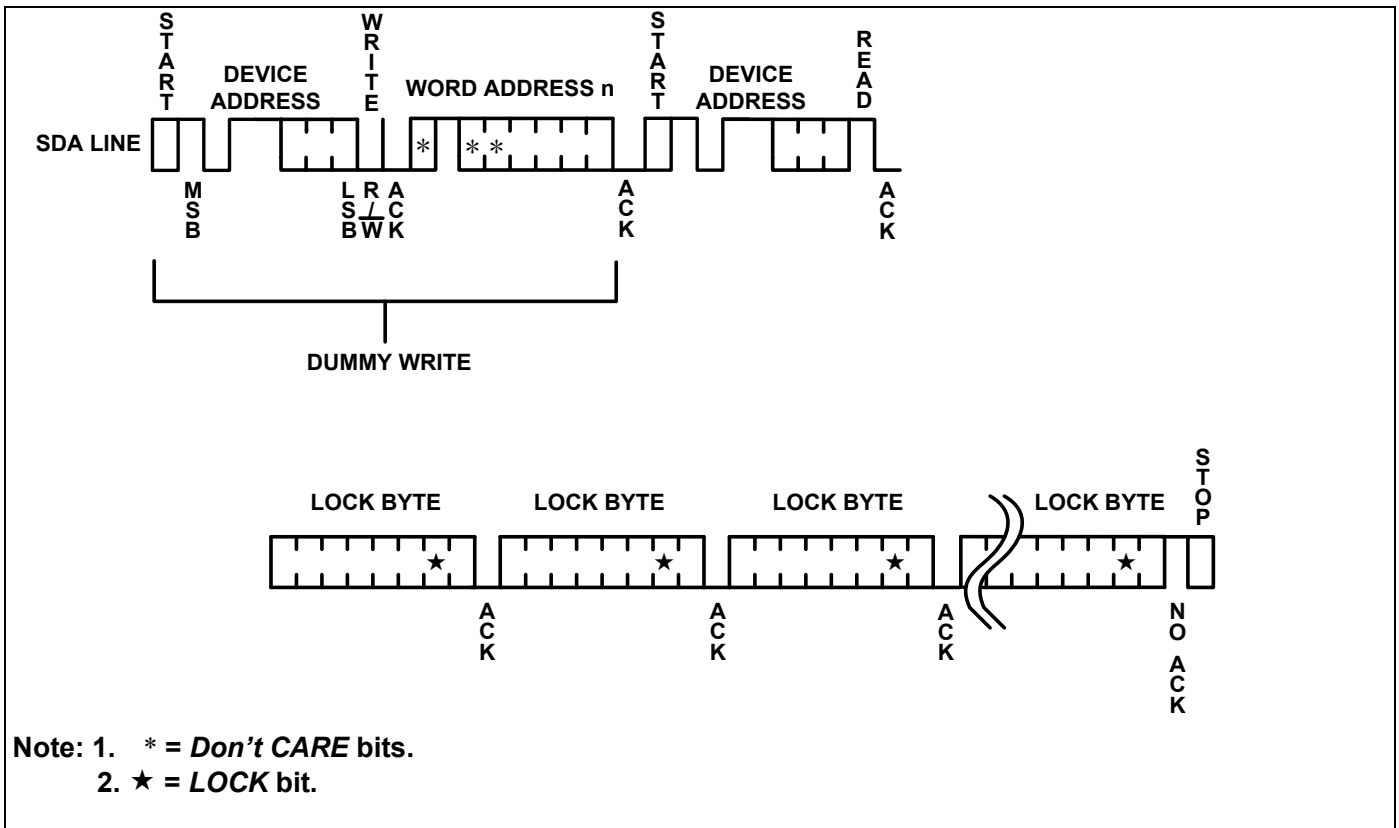 START
WRITE
START
READ
DEVICE
ADDRESS
WORD ADDRESS n
DEVICE
ADDRESS
SDA LINE
* * *
MSB
LSB
R/W
ACK
ACK
ACK
DUMMY WRITE
STOP
LOCK BYTE LOCK BYTE LOCK BYTE LOCK BYTE
★ ★ ★ ★
ACK
ACK
ACK
NO ACK
Note: 1. * = Don't CARE bits.
2. ★ = LOCK bit.